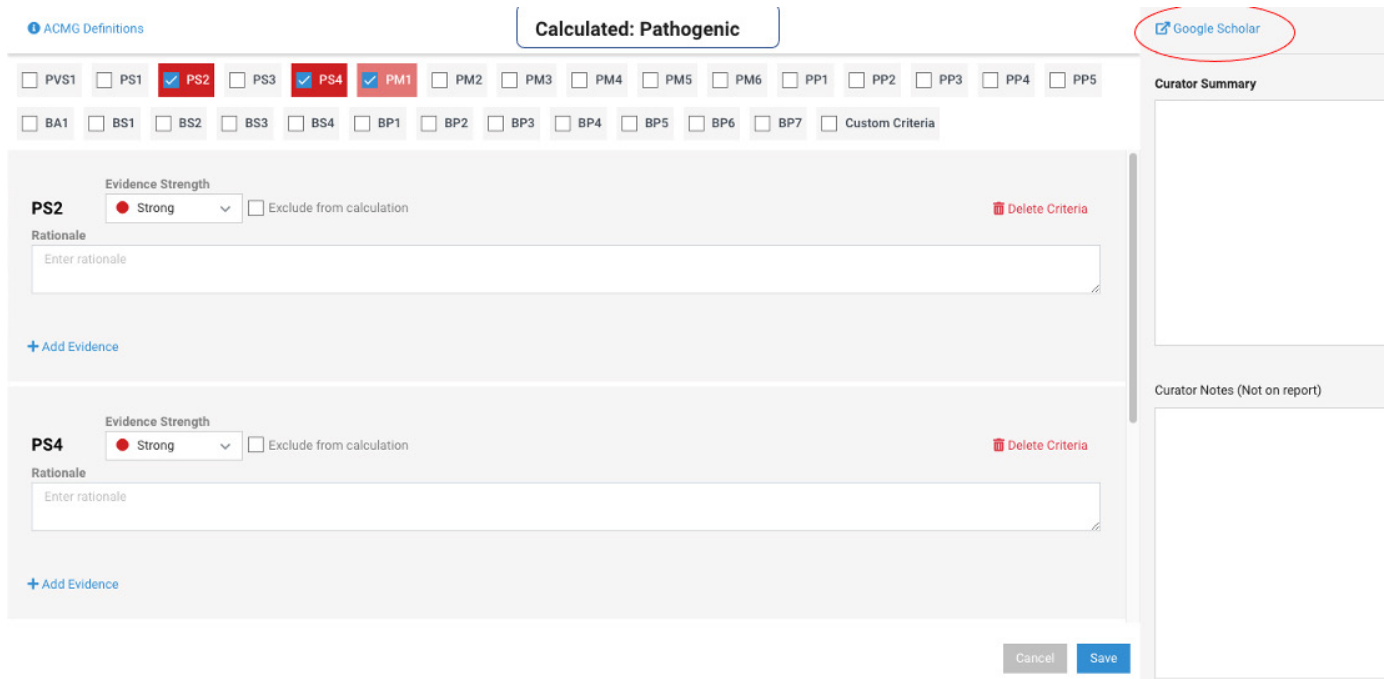 ACMG Definitions
Calculated: Pathogenic
Google Scholar
PVS1 PS1 PS2 PS3 PS4 PM1 PM2 PM3 PM4 PM5 PM6 PP1 PP2 PP3 PP4 PP5
BA1 BS1 BS2 BS3 BS4 BP1 BP2 BP3 BP4 BP5 BP6 BP7 Custom Criteria
Curator Summary
Evidence Strength
PS2 Strong Exclude from calculation Delete Criteria
Rationale
Enter rationale
Add Evidence
Evidence Strength
PS4 Strong Exclude from calculation Delete Criteria
Rationale
Enter rationale
Add Evidence
Curator Notes (Not on report)
Cancel Save